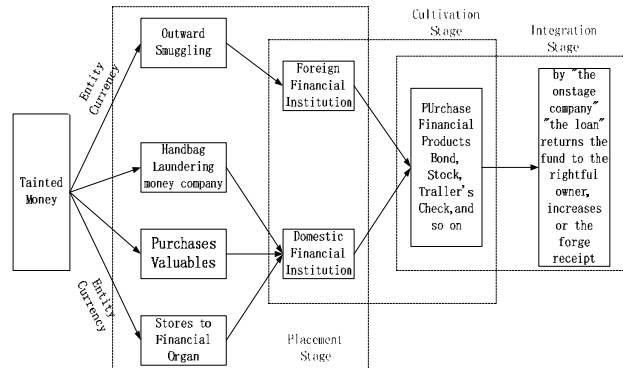 Cultivation
Stage
Integration
Stage
Outward
Smuggling
Entity
Currency
Foreign
Financial
Institution
by "the
onstage
company"
"the loan"
returns the
fund to the
rightful
owner,
increases
or the
forge
receipt
PUrchase
Financial
Products
Bond,
Stock,
Traller's
Check,and
so on
Tainted
Money
Handbag
Laundering
money company
Purchases
Valuables
Domestic
Financial
Institution
Entity
Currency
Stores to
Financial
Organ
Placement
Stage